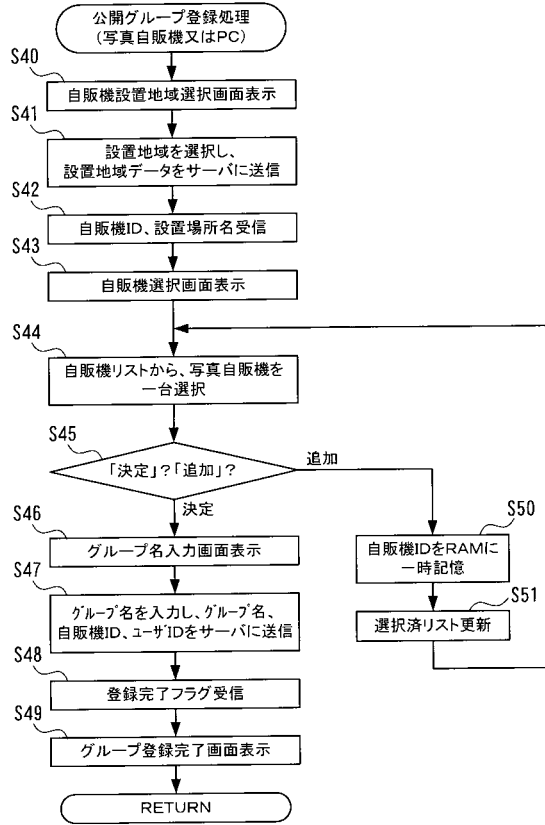 公開グループ登録処理
(写真自販機又はPC)
S40
自販機設置地域選択画面表示
S41
設置地域を選択し、
設置地域データをサーバに送信
S42
自販機ID、設置場所名受信
S43
自販機選択画面表示
S44
自販機リストから、写真自販機を
一台選択
S45
「決定」?「追加」?
追加
決定
S46
グループ名入力画面表示
S47
グループ名を入力し、グループ名、
自販機ID、ユーザIDをサーバに送信
S48
登録完了フラグ受信
S49
グループ登録完了画面表示
RETURN
S50
自販機IDをRAMに
一時記憶
S51
選択済リスト更新